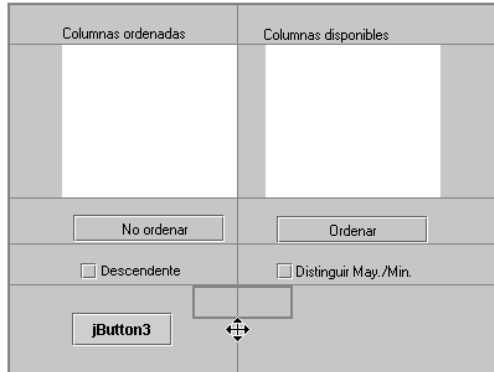 Columnas ordenadas
Columnas disponibles
No ordenar
Ordenar
Descendente
Distinguir May./Min.
jButton3